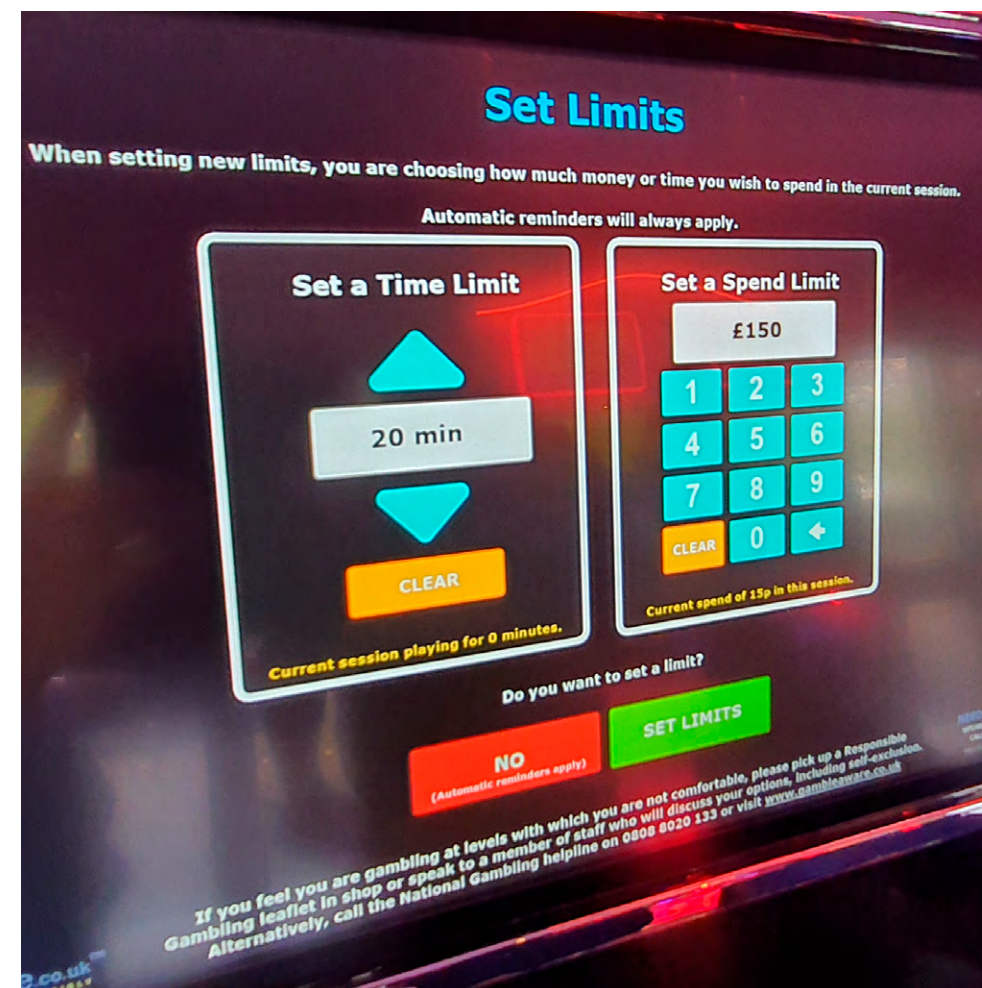 Set Limits
When setting new limits, you are choosing how much money or time you wish to spend in the current session.
Automatic reminders will always apply.
Set a Time Limit
20 min
CLEAR
Current session playing for 0 minutes.
Set a Spend Limit
£150
1 2 3
4 5 6
7 8 9
CLEAR 0
Current spend of 15p in this session.
Do you want to set a limit?
NO
(Automatic reminders apply)
SET LIMITS
If you feel you are gambling at levels with which you are not comfortable, please pick up a Responsible
Gambling leaflet in shop or speak to a member of staff who will discuss your options, including self-exclusion.
Alternatively, call the National Gambling helpline on 0808 8020 133 or visit www.gambleaware.co.uk
.co.uk